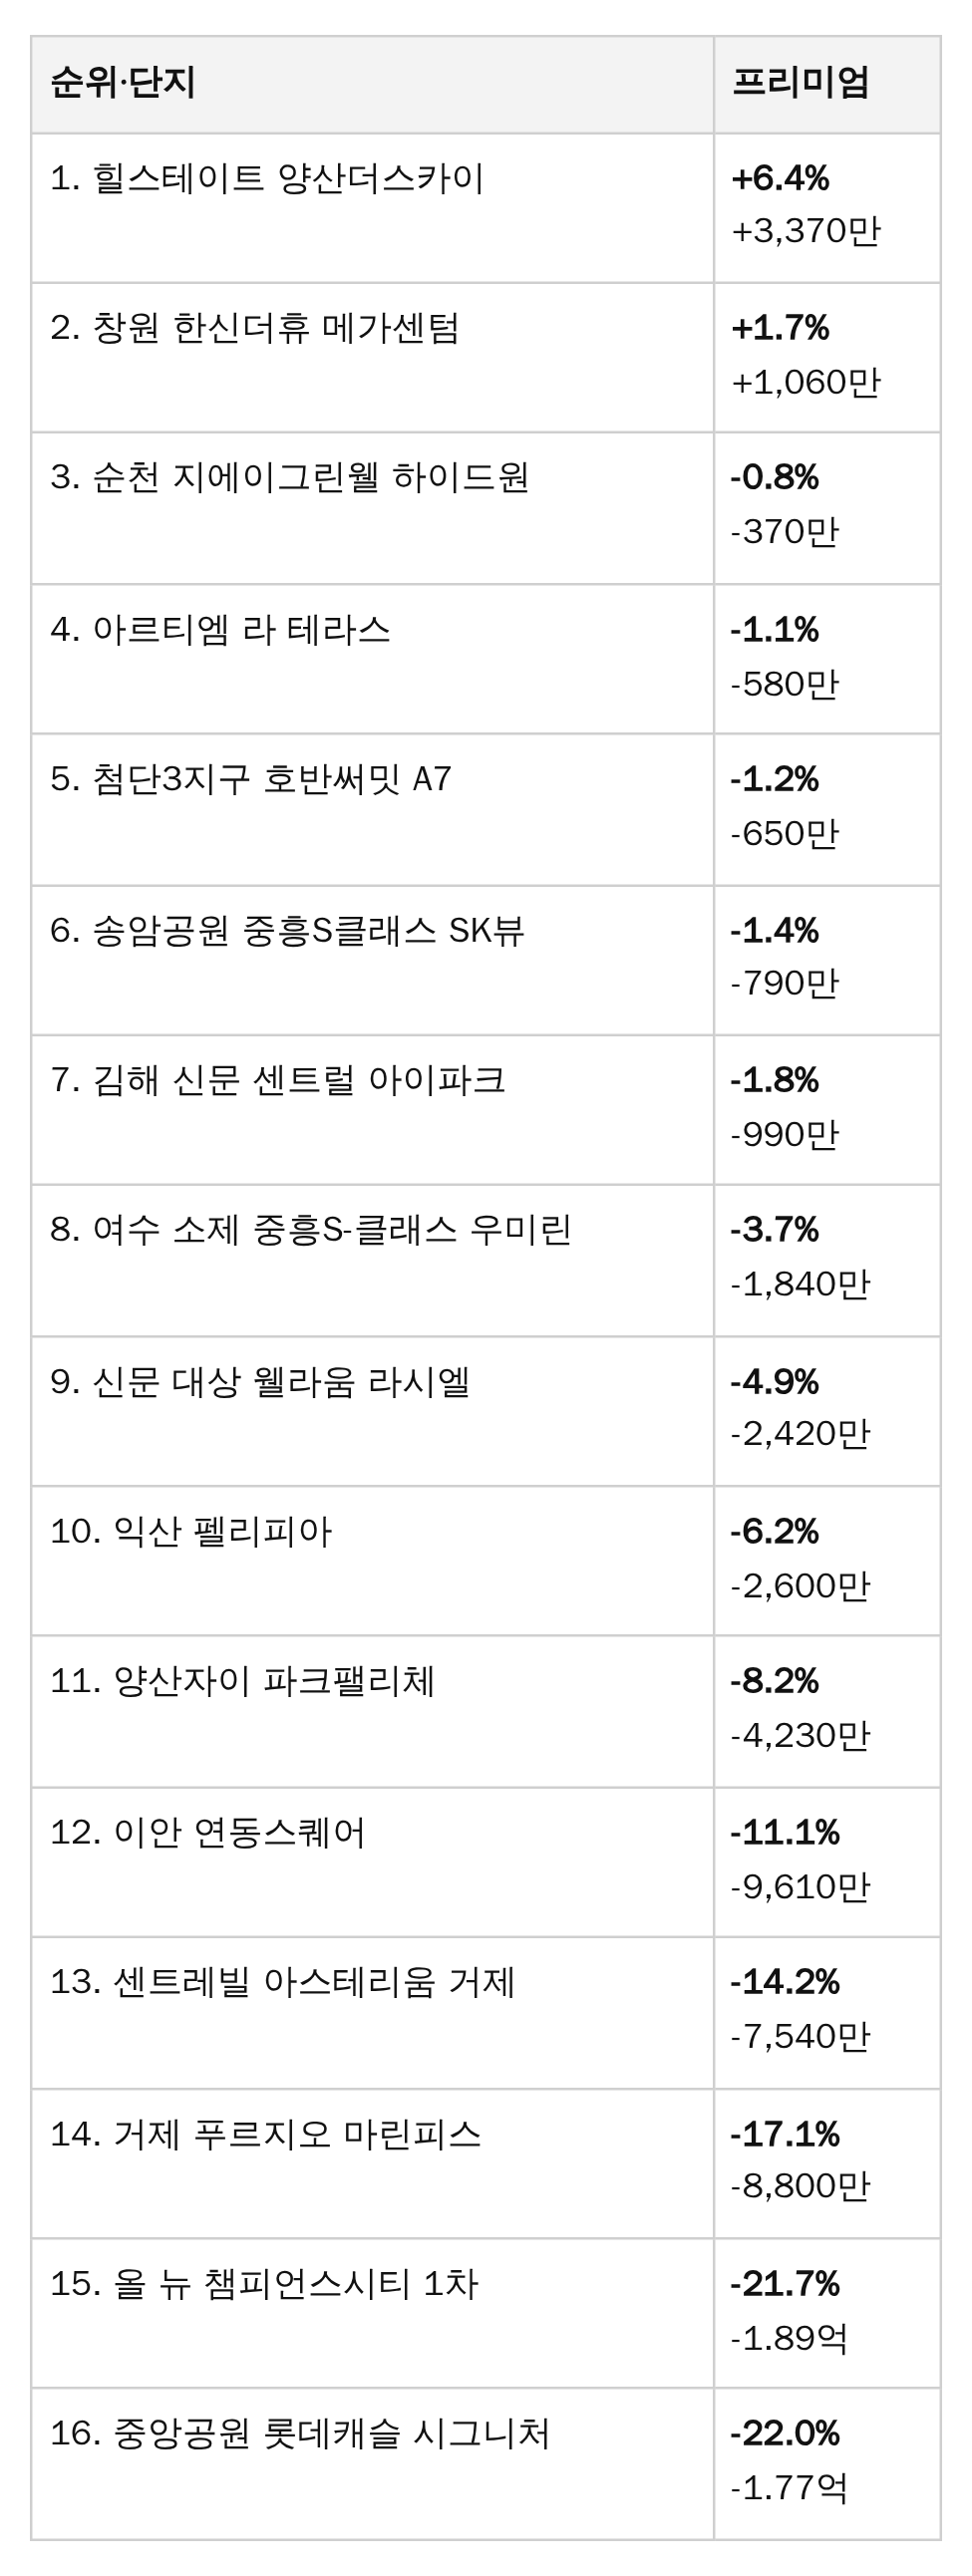 순위·단지 프리미엄
1. 힐스테이트 양산더스카이 +6.4%
+3,370만
2. 창원 한신더휴 메가센텀 +1.7%
+1,060만
3. 순천 지에이그린웰 하이드원 -0.8%
-370만
4. 아르티엠 라 테라스 -1.1%
-580만
5. 첨단3지구 호반써밋 A7 -1.2%
-650만
6. 송암공원 중흥S클래스 SK뷰 -1.4%
-790만
7. 김해 신문 센트럴 아이파크 -1.8%
-990만
8. 여수 소제 중흥S-클래스 우미린 -3.7%
-1,840만
9. 신문 대상 웰라움 라시엘 -4.9%
-2,420만
10. 익산 펠리피아 -6.2%
-2,600만
11. 양산자이 파크팰리체 -8.2%
-4,230만
12. 이안 연동스퀘어 -11.1%
-9,610만
13. 센트레빌 아스테리움 거제 -14.2%
-7,540만
14. 거제 푸르지오 마린피스 -17.1%
-8,800만
15. 올 뉴 챔피언스시티 1차 -21.7%
-1.89억
16. 중앙공원 롯데캐슬 시그니처 -22.0%
-1.77억